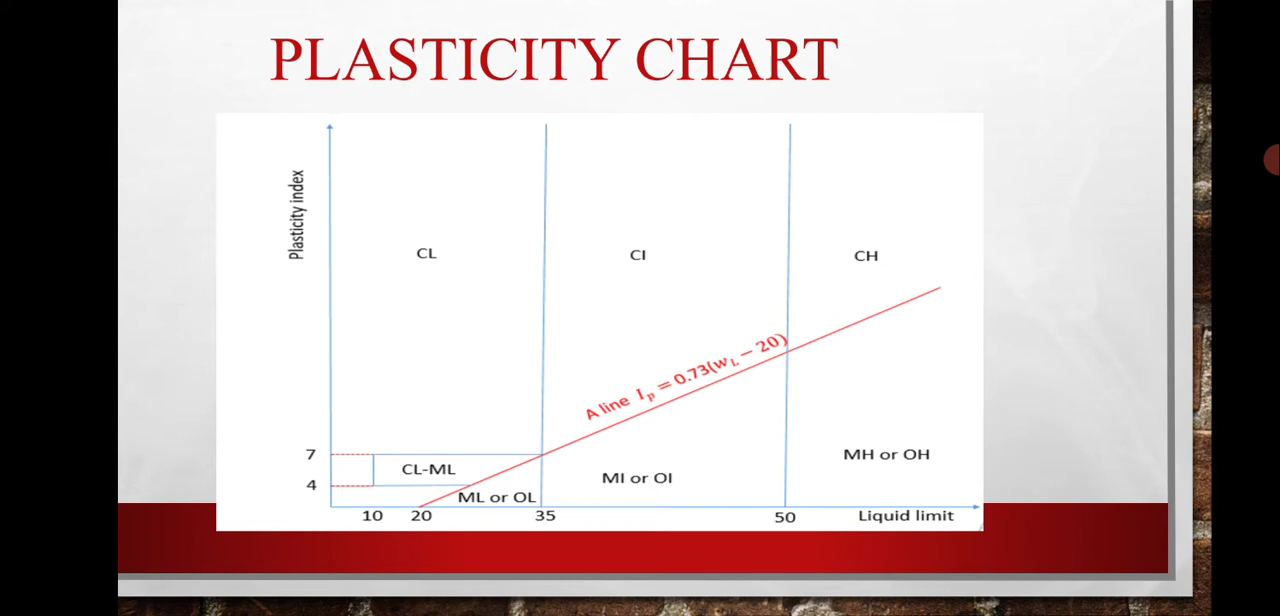 PLASTICITY CHART
Plasticity index
CL
CI
CH
A line I_p = 0.73(w_L − 20)
7
CL-ML
MH or OH
4
MI or OI
ML or OL
10
20
35
50
Liquid limit